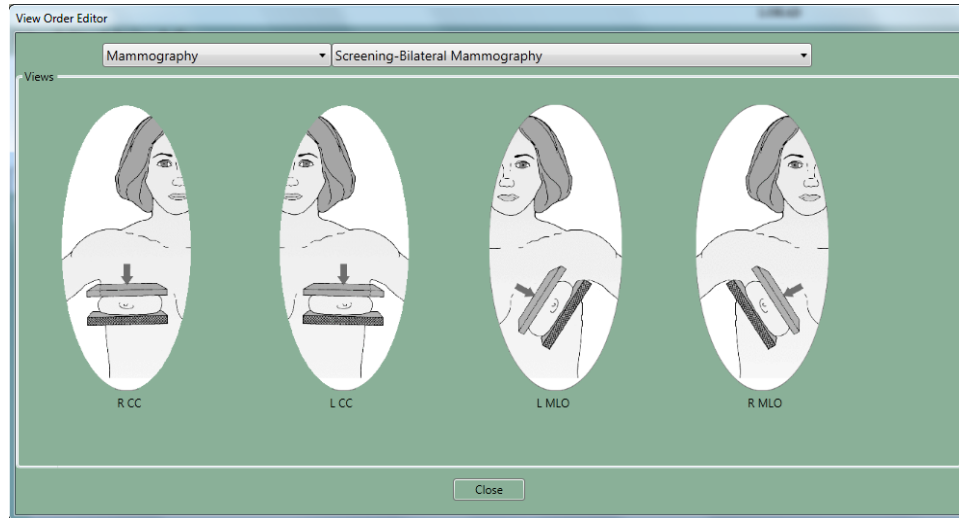 View Order Editor
Mammography
Screening-Bilateral Mammography
Views
R CC
L CC
L MLO
R MLO
Close